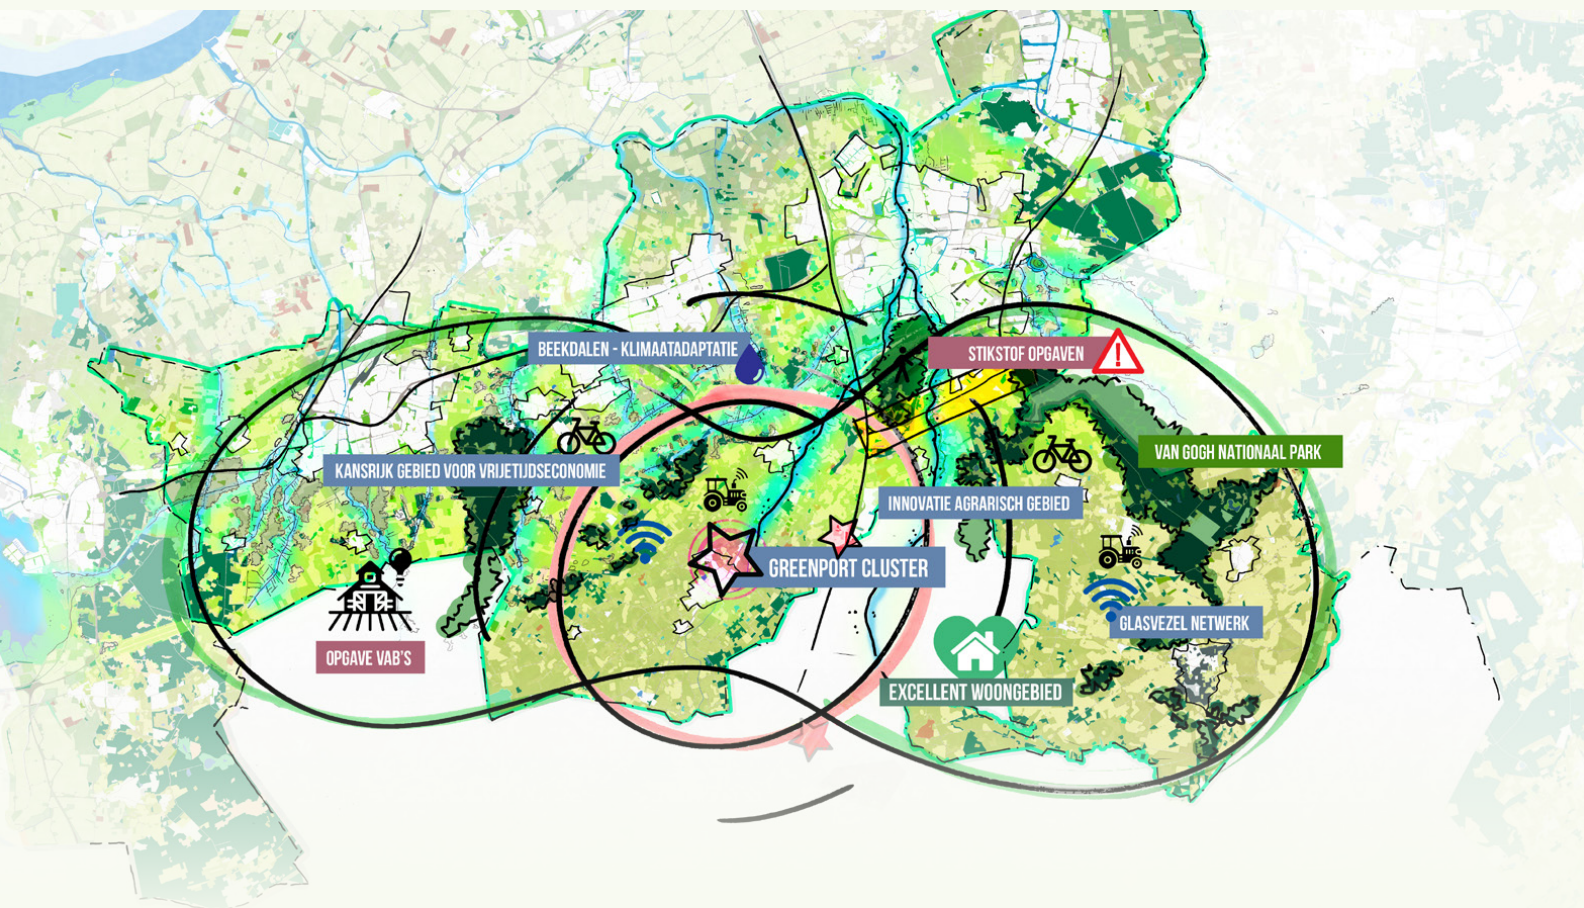 BEEKDALEN - KLIMAATADAPTATIE
STIKSTOF OPGAVEN
KANSRIJK GEBIED VOOR VRIJETIJDSECONOMIE
VAN GOGH NATIONAAL PARK
INNOVATIE AGRARISCH GEBIED
GREENPORT CLUSTER
GLASVEZEL NETWERK
OPGAVE VAB'S
EXCELLENT WOONGEBIED